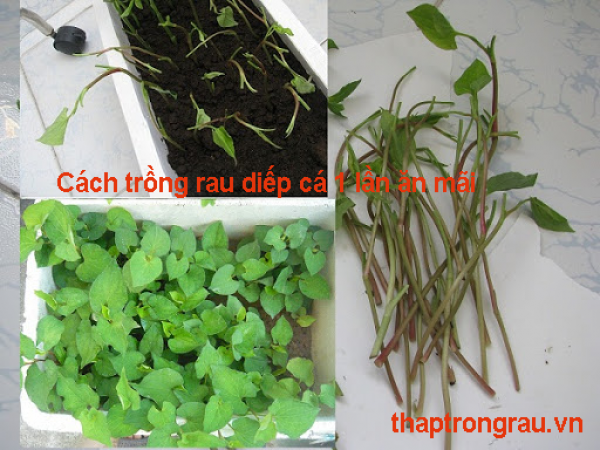 Cách trồng rau diếp cá 1 lần ăn mãi
thaptrongrau.vn